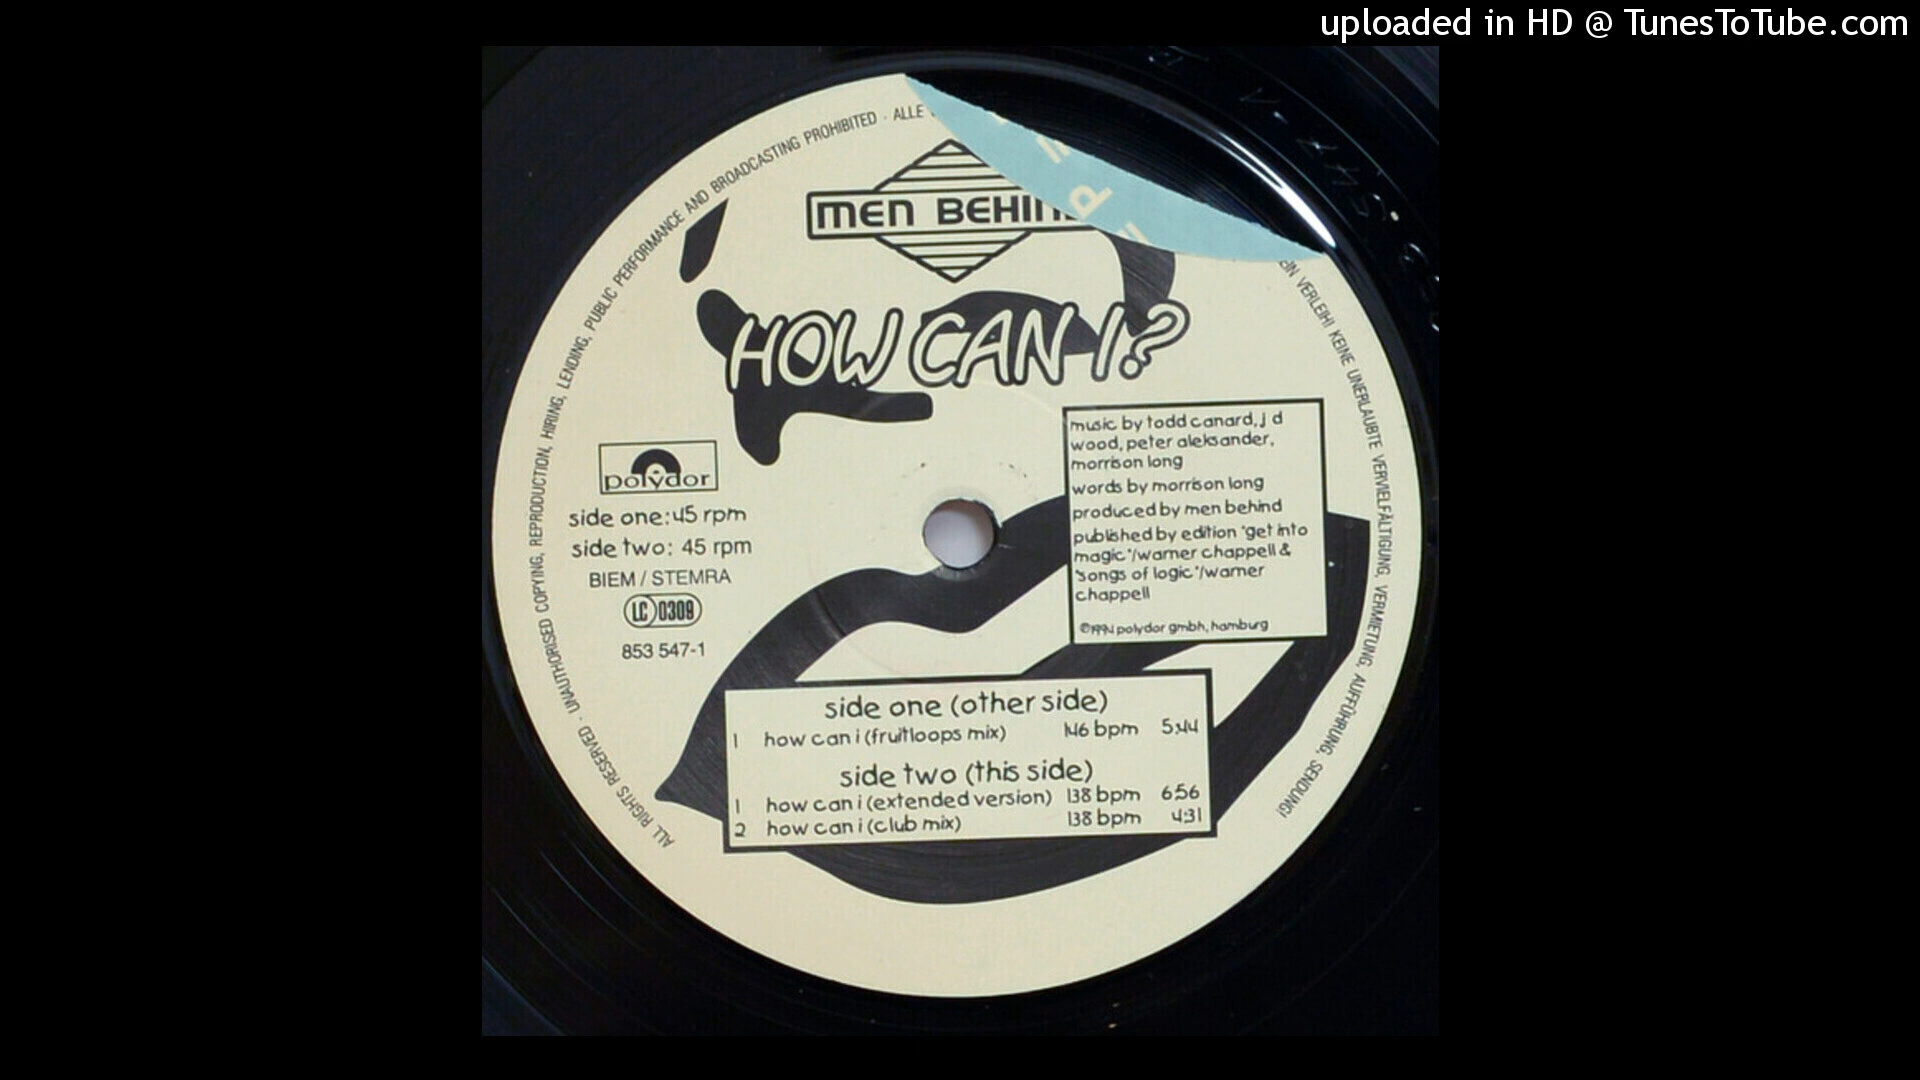 uploaded in HD @ TunesToTube.com
ALL RIGHTS RESERVED · UNAUTHORISED COPYING, REPRODUCTION, HIRING, LENDING, PUBLIC PERFORMANCE AND BROADCASTING PROHIBITED · ALLE
VERLEIH! KEINE UNERLAUBTE VERVIELFÄLTIGUNG, VERMIETUNG, AUFFÜHRUNG, SENDUNG!
MEN BEHIND
HOW CAN I?
music by todd canard, j d
wood, peter aleksander,
morrison long
words by morrison long
produced by men behind
published by edition "get into
magic"/warner chappell &
"songs of logic"/warner
chappell
©1994 polydor gmbh, hamburg
polydor
side one: 45 rpm
side two: 45 rpm
BIEM / STEMRA
LC 0309
853 547-1
side one (other side)
1 how can i (fruitloops mix) 146 bpm 5:44
side two (this side)
1 how can i (extended version) 138 bpm 6:56
2 how can i (club mix) 138 bpm 4:31